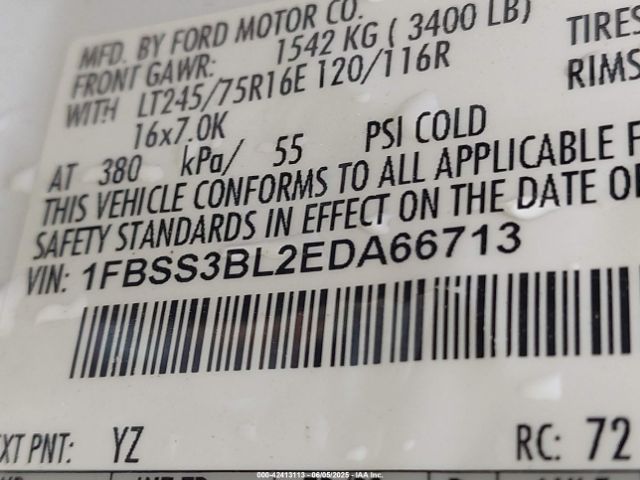 MFD. BY FORD MOTOR CO.
FRONT GAWR: 1542 KG ( 3400 LB) TIRES
WITH LT245/75R16E 120/116R RIMS
16x7.0K
AT 380 kPa/ 55 PSI COLD
THIS VEHICLE CONFORMS TO ALL APPLICABLE F
SAFETY STANDARDS IN EFFECT ON THE DATE O
VIN: 1FBSS3BL2EDA66713
EXT PNT: YZ RC: 72
000-42413113 - 06/05/2025 - IAA Inc.